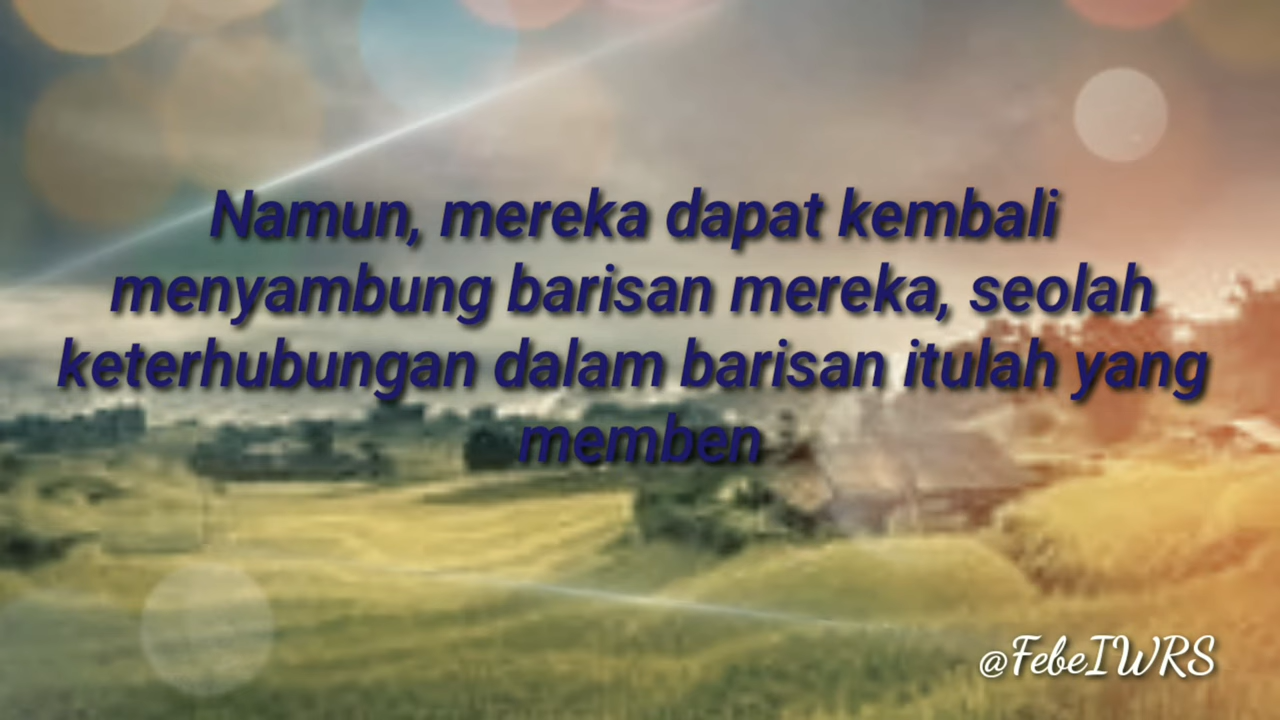 Namun, mereka dapat kembali
menyambung barisan mereka, seolah
keterhubungan dalam barisan itulah yang
memben
@FebeIWRS